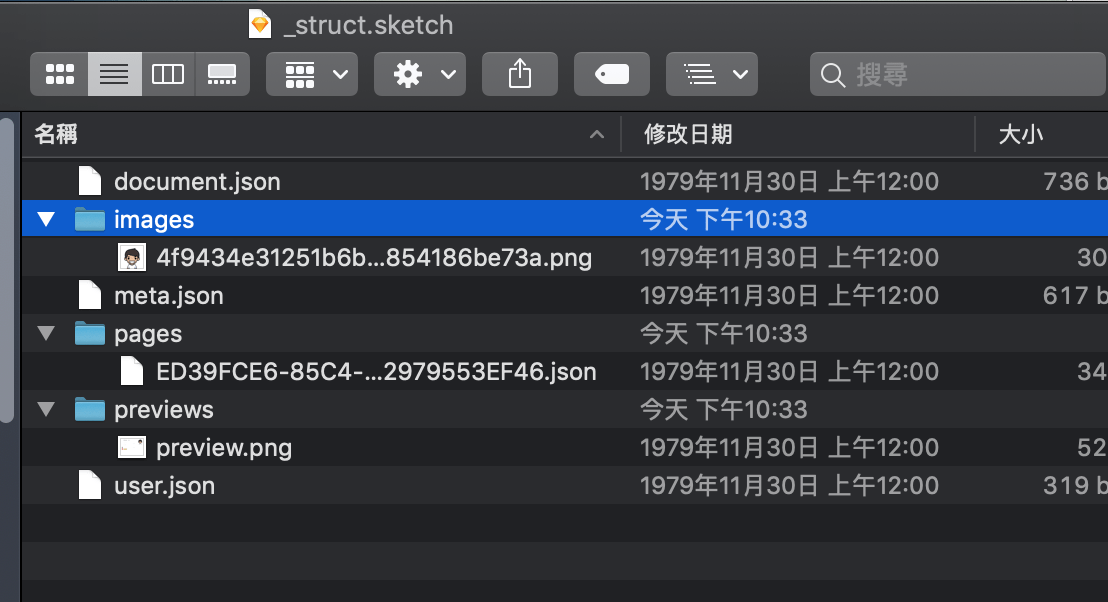 _struct.sketch
搜尋
名稱 修改日期 大小
document.json 1979年11月30日 上午12:00 736 b
images 今天 下午10:33
4f9434e31251b6b...854186be73a.png 1979年11月30日 上午12:00 30
meta.json 1979年11月30日 上午12:00 617 b
pages 今天 下午10:33
ED39FCE6-85C4-...2979553EF46.json 1979年11月30日 上午12:00 34
previews 今天 下午10:33
preview.png 1979年11月30日 上午12:00 52
user.json 1979年11月30日 上午12:00 319 b